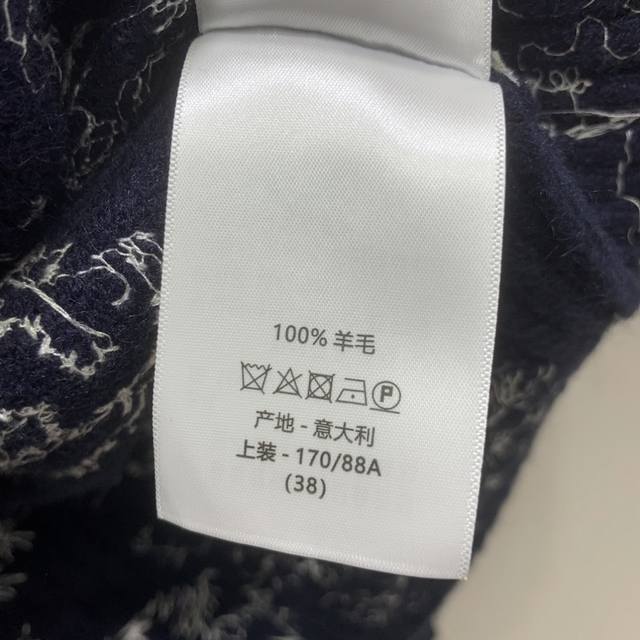 100% 羊毛
P
产地 - 意大利
上装 - 170/88A
(38)